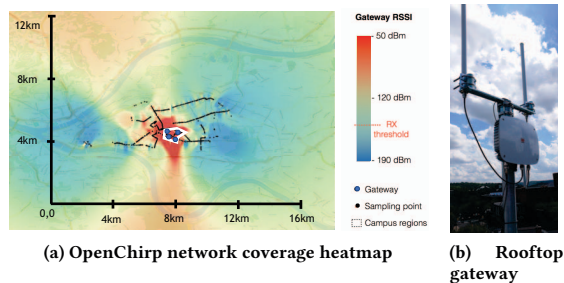 12km
8km
4km
0,0
4km
8km
12km
16km
Gateway RSSI
50 dBm
120 dBm
RX
threshold
190 dBm
Gateway
Sampling point
Campus regions
(a) OpenChirp network coverage heatmap
(b) Rooftop
gateway